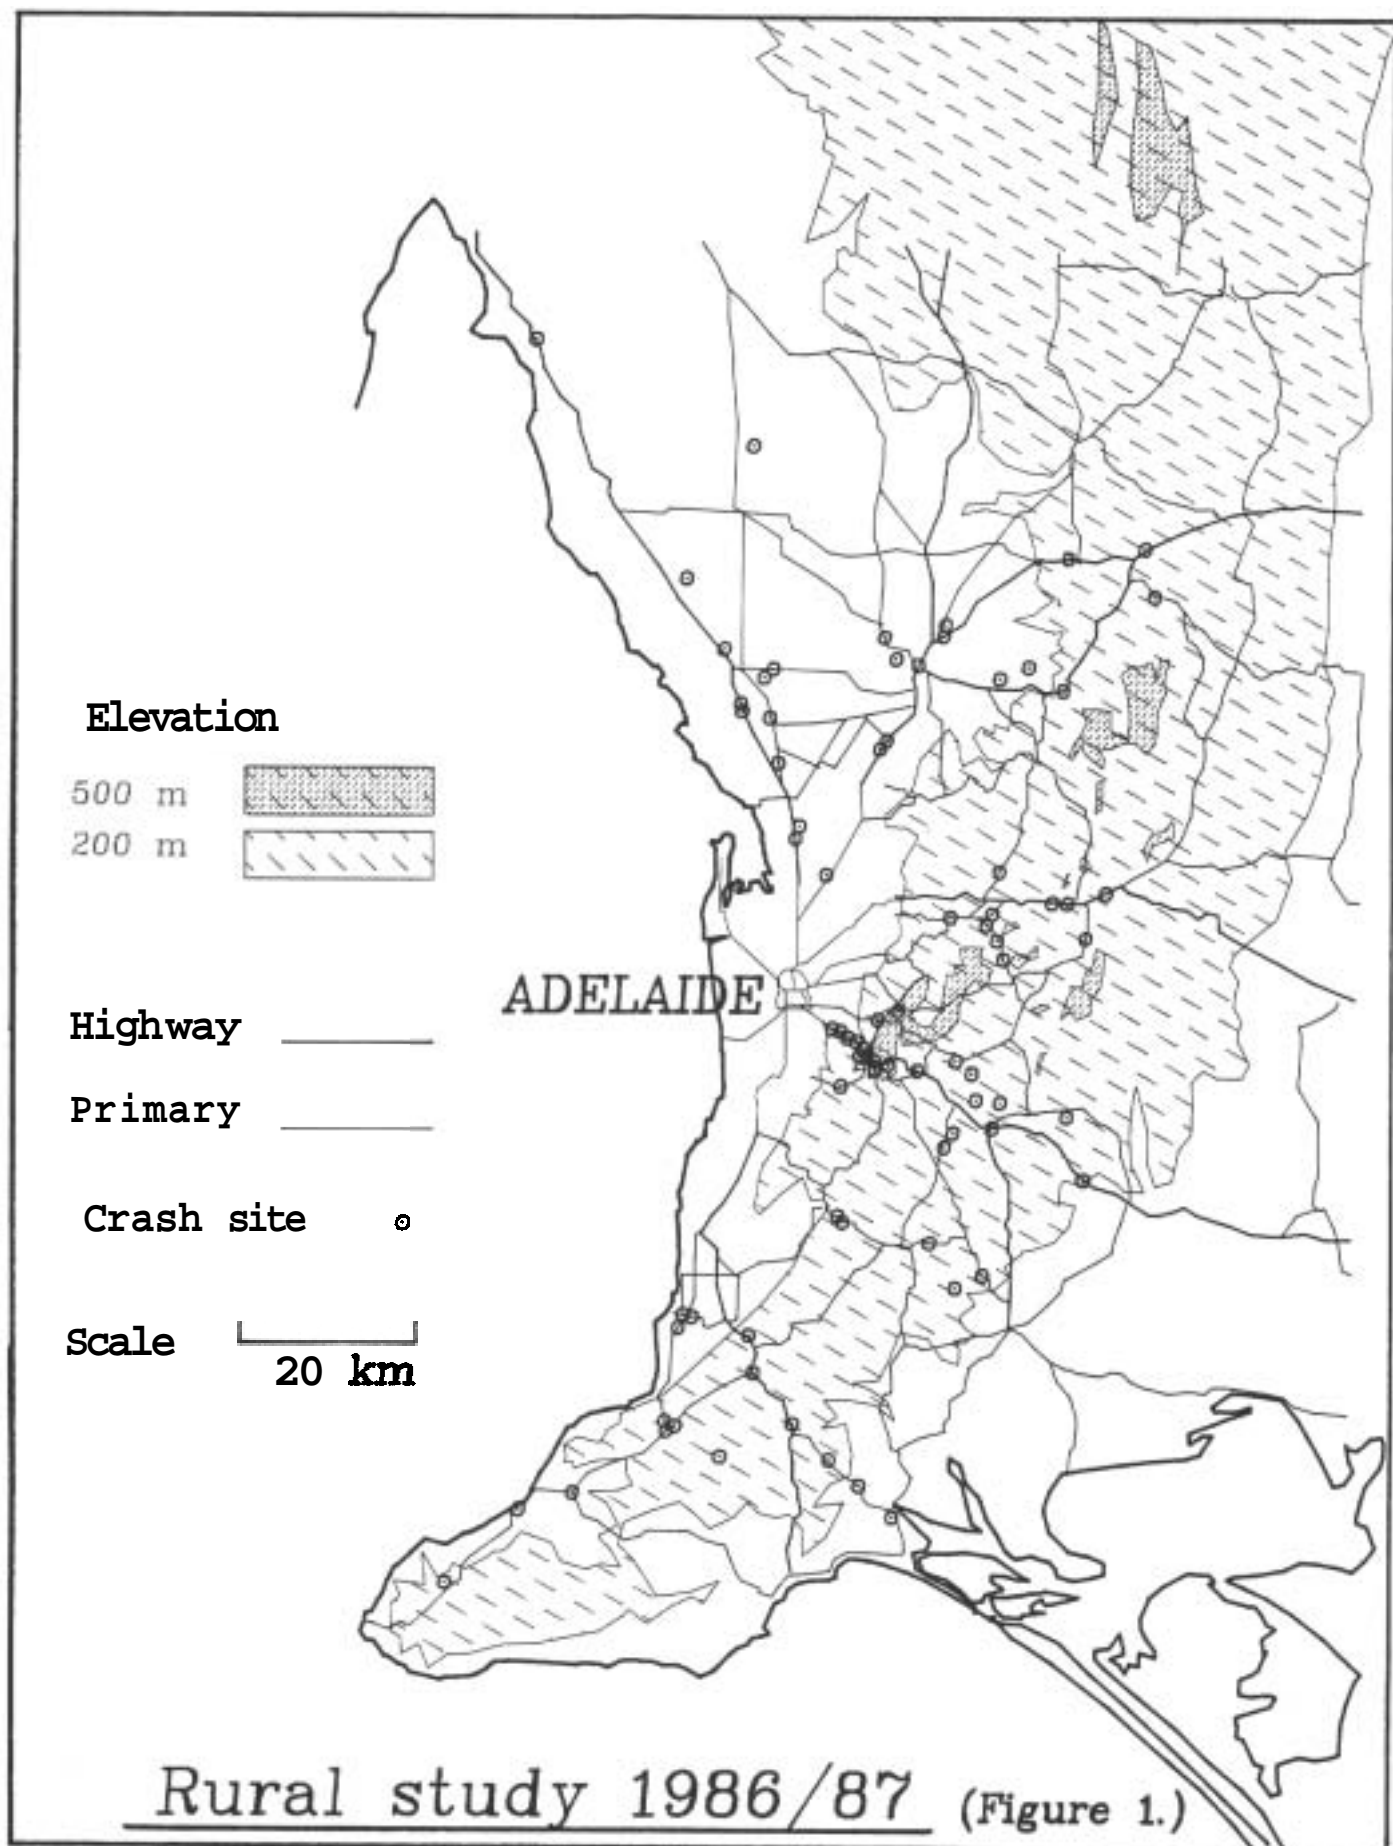 Elevation
500 m
200 m
ADELAIDE
Highway
Primary
Crash site
Scale
20 km
Rural study 1986/87 (Figure 1.)